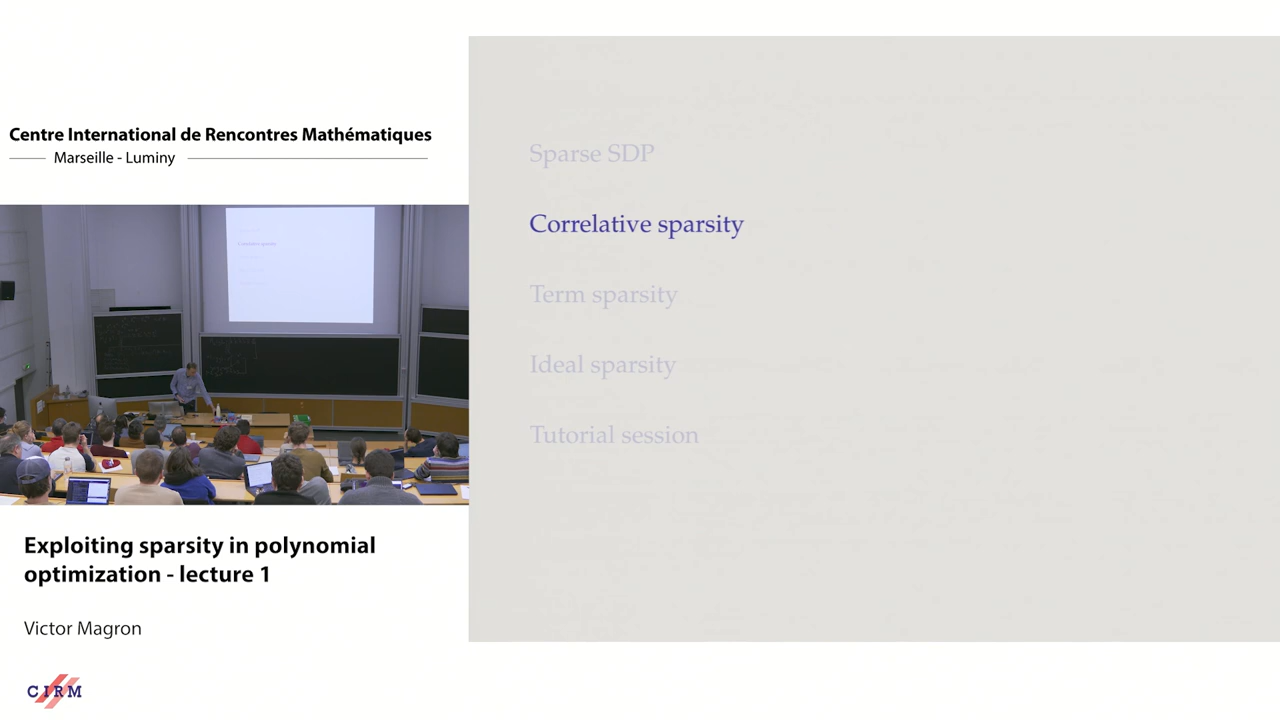 Centre International de Rencontres Mathématiques
Marseille - Luminy
Exploiting sparsity in polynomial
optimization - lecture 1
Victor Magron
CIRM
Sparse SDP
Correlative sparsity
Term sparsity
Ideal sparsity
Tutorial session